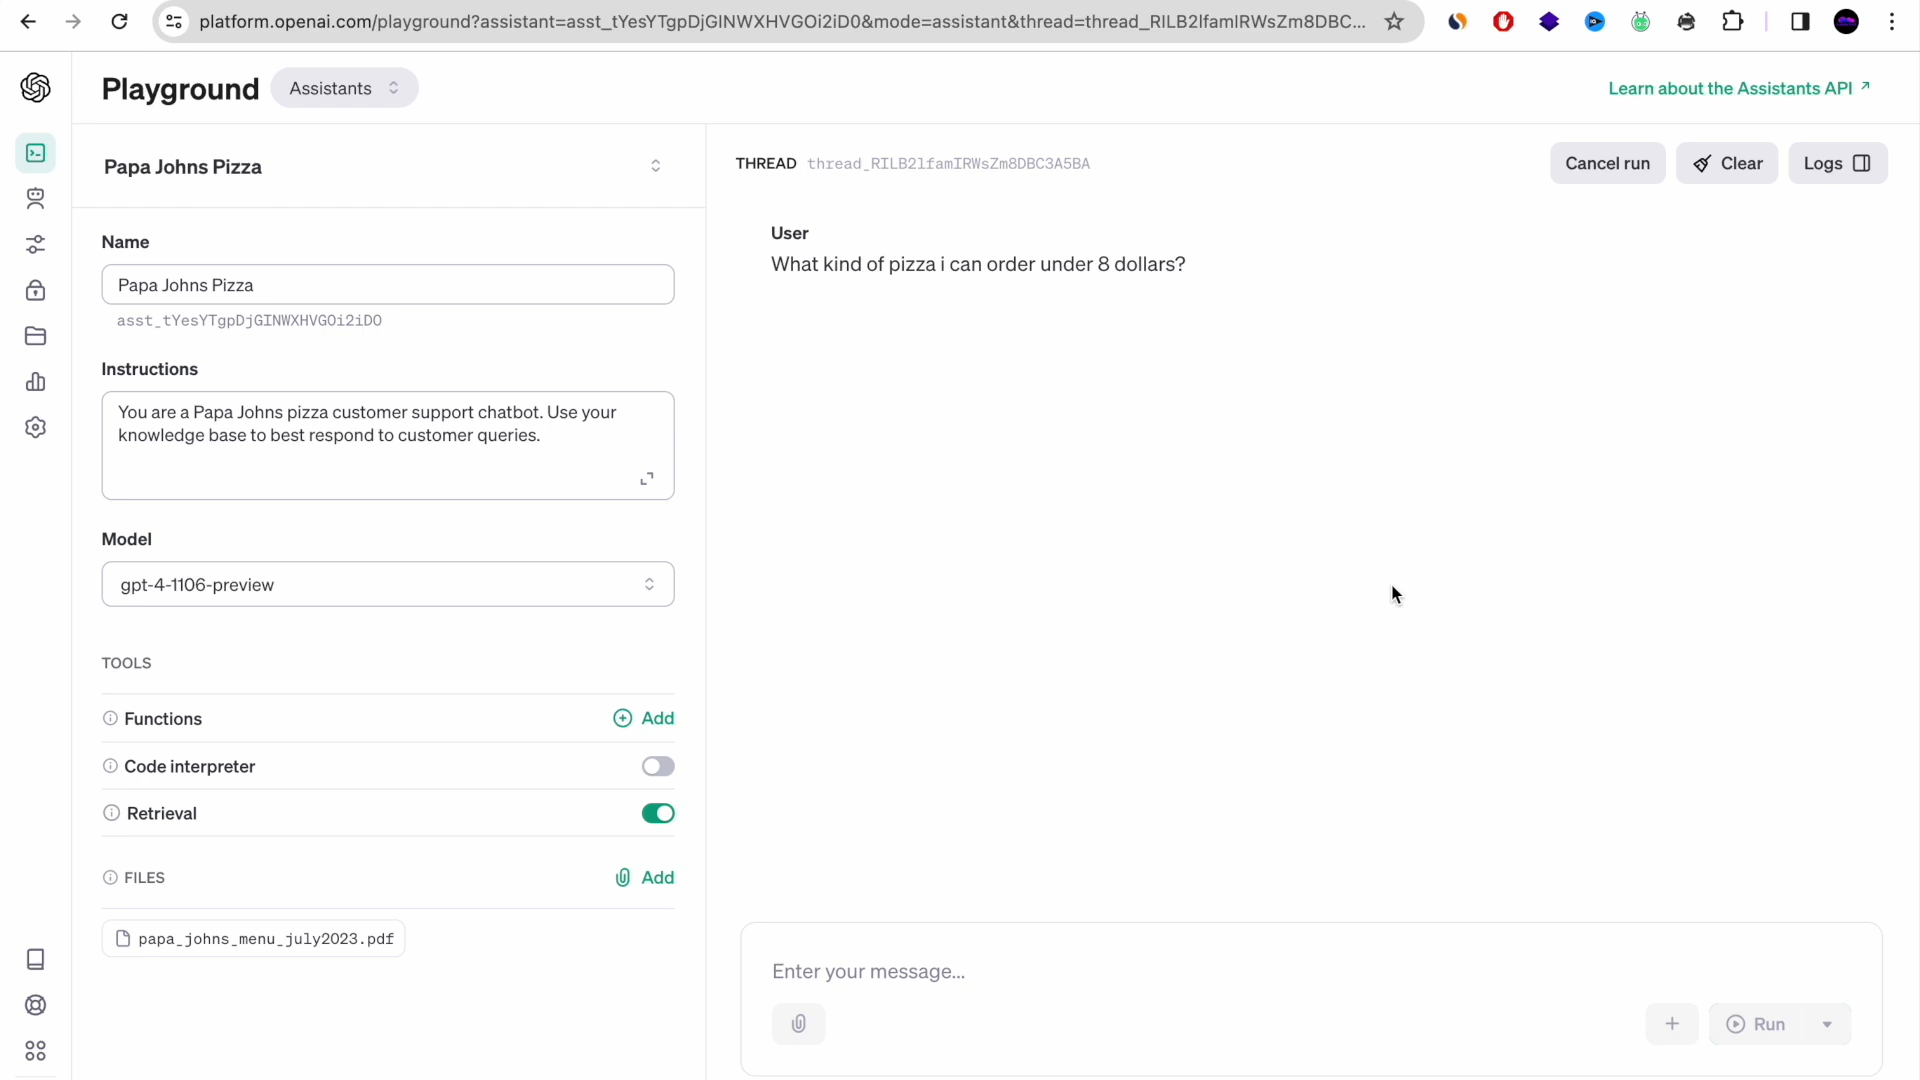 platform.openai.com/playground?assistant=asst_tYesYTgpDjGINWXHVGOi2iD0&mode=assistant&thread=thread_RILB2lfamIRWsZm8DBC...
Playground
Assistants
Learn about the Assistants API
Papa Johns Pizza
THREAD thread_RILB2lfamIRWsZm8DBC3A5BA
Cancel run
Clear
Logs
Name
Papa Johns Pizza
asst_tYesYTgpDjGINWXHVGOi2iD0
User
What kind of pizza i can order under 8 dollars?
Instructions
You are a Papa Johns pizza customer support chatbot. Use your
knowledge base to best respond to customer queries.
Model
gpt-4-1106-preview
TOOLS
Functions
Add
Code interpreter
Retrieval
FILES
Add
papa_johns_menu_july2023.pdf
Enter your message...
Run